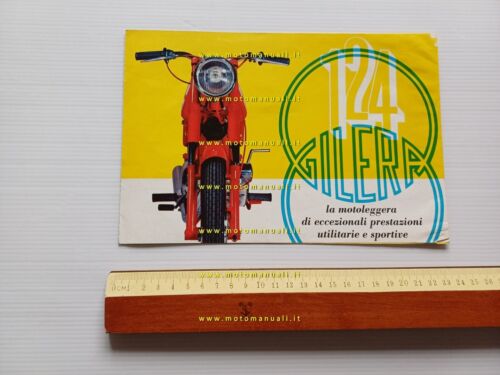 www.motomanuali.it
124
www.motomanuali.it
GILERA
www.motomanuali.it
la motoleggera
di eccezionali prestazioni
utilitarie e sportive
www.motomanuali.it
0 (CM) 1 2 3 4 5 6 7 8 9 10 11 12 13 14 15 16 17 18 19 20 21 22 23 24 25 26
www.motomanuali.it